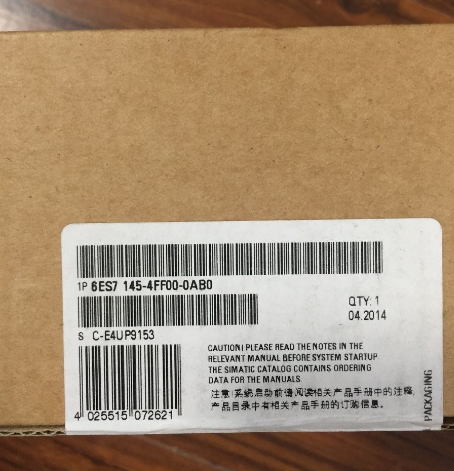 1P 6ES7 145-4FF00-0AB0
QTY: 1
04.2014
S C-E4UP9153
CAUTION! PLEASE READ THE NOTES IN THE
RELEVANT MANUAL BEFORE SYSTEM STARTUP.
THE SIMATIC CATALOG CONTAINS ORDERING
DATA FOR THE MANUALS.
注意:系统启动前请阅读相关产品手册中的注释,
产品目录中有相关产品手册的订购信息。
4 025515 072621
PACKAGING